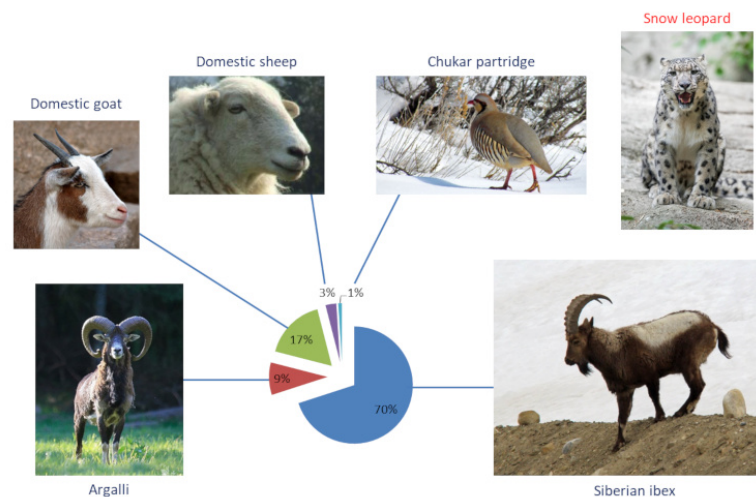 Snow leopard
Domestic sheep
Chukar partridge
Domestic goat
3%
1%
17%
9%
70%
Argalli
Siberian ibex